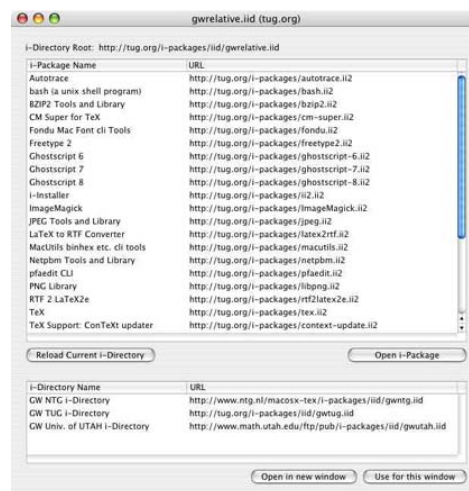 gwrelative.iid (tug.org)
i-Directory Root: http://tug.org/i-packages/iid/gwrelative.iid
i-Package Name URL
Autotrace http://tug.org/i-packages/autotrace.ii2
bash (a unix shell program) http://tug.org/i-packages/bash.ii2
BZIP2 Tools and Library http://tug.org/i-packages/bzip2.ii2
CM Super for TeX http://tug.org/i-packages/cm-super.ii2
Fondu Mac Font cli Tools http://tug.org/i-packages/fondu.ii2
Freetype 2 http://tug.org/i-packages/freetype2.ii2
Ghostscript 6 http://tug.org/i-packages/ghostscript-6.ii2
Ghostscript 7 http://tug.org/i-packages/ghostscript-7.ii2
Ghostscript 8 http://tug.org/i-packages/ghostscript-8.ii2
i-Installer http://tug.org/i-packages/ii2.ii2
ImageMagick http://tug.org/i-packages/ImageMagick.ii2
JPEG Tools and Library http://tug.org/i-packages/jpeg.ii2
LaTeX to RTF Converter http://tug.org/i-packages/latex2rtf.ii2
MacUtils binhex etc. cli tools http://tug.org/i-packages/macutils.ii2
Netpbm Tools and Library http://tug.org/i-packages/netpbm.ii2
pfaedit CLI http://tug.org/i-packages/pfaedit.ii2
PNG Library http://tug.org/i-packages/libpng.ii2
RTF 2 LaTeX2e http://tug.org/i-packages/rtf2latex2e.ii2
TeX http://tug.org/i-packages/tex.ii2
TeX Support: ConTeXt updater http://tug.org/i-packages/context-update.ii2
Reload Current i-Directory Open i-Package
i-Directory Name URL
GW NTG i-Directory http://www.ntg.nl/macosx-tex/i-packages/iid/gwntg.iid
GW TUG i-Directory http://tug.org/i-packages/iid/gwtug.iid
GW Univ. of UTAH i-Directory http://www.math.utah.edu/ftp/pub/i-packages/iid/gwutah.iid
Open in new window Use for this window